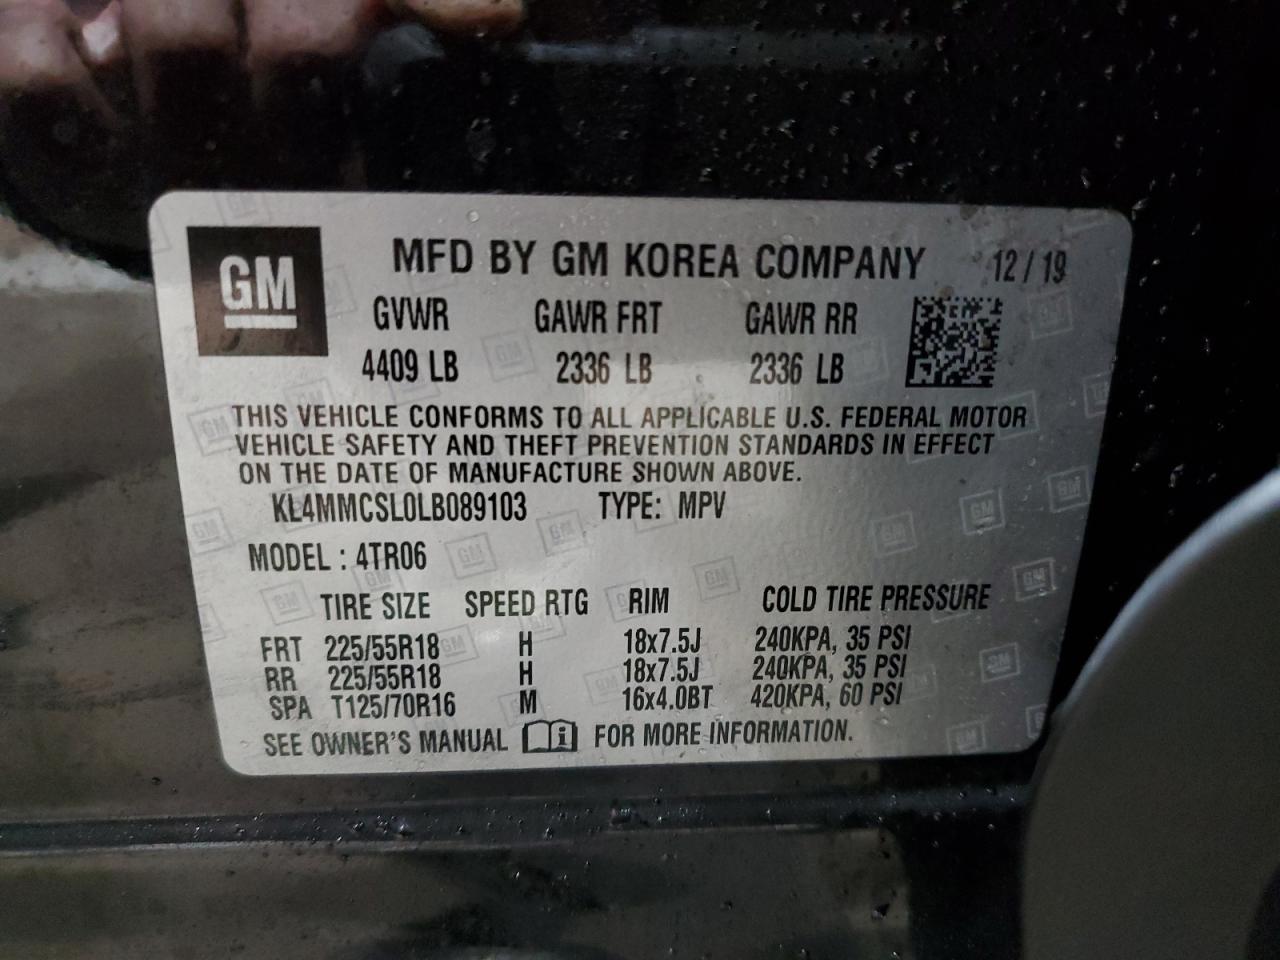 GM
MFD BY GM KOREA COMPANY 12 / 19
GVWR GAWR FRT GAWR RR
4409 LB 2336 LB 2336 LB
THIS VEHICLE CONFORMS TO ALL APPLICABLE U.S. FEDERAL MOTOR
VEHICLE SAFETY AND THEFT PREVENTION STANDARDS IN EFFECT
ON THE DATE OF MANUFACTURE SHOWN ABOVE.
KL4MMCSL0LB089103 TYPE: MPV
MODEL : 4TR06
TIRE SIZE SPEED RTG RIM COLD TIRE PRESSURE
FRT 225/55R18 H 18x7.5J 240KPA, 35 PSI
RR 225/55R18 H 18x7.5J 240KPA, 35 PSI
SPA T125/70R16 M 16x4.0BT 420KPA, 60 PSI
SEE OWNER'S MANUAL i FOR MORE INFORMATION.